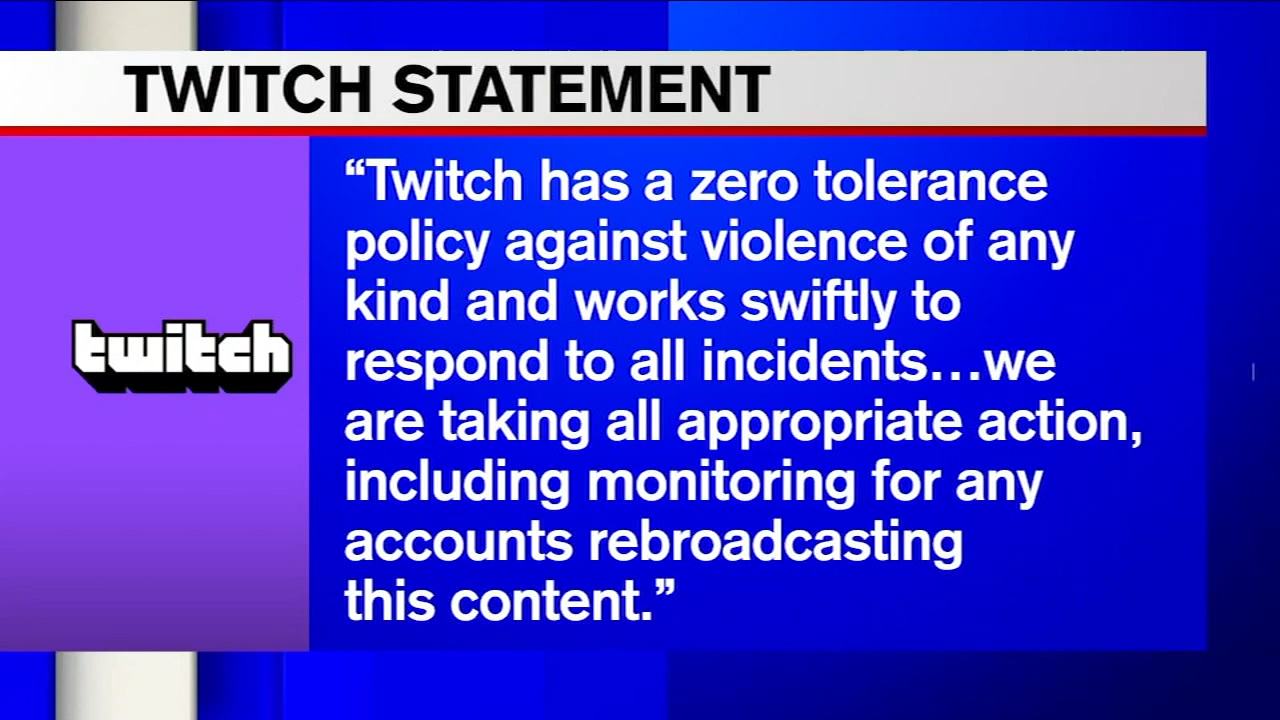 TWITCH STATEMENT
twitch
“Twitch has a zero tolerance
policy against violence of any
kind and works swiftly to
respond to all incidents…we
are taking all appropriate action,
including monitoring for any
accounts rebroadcasting
this content.”